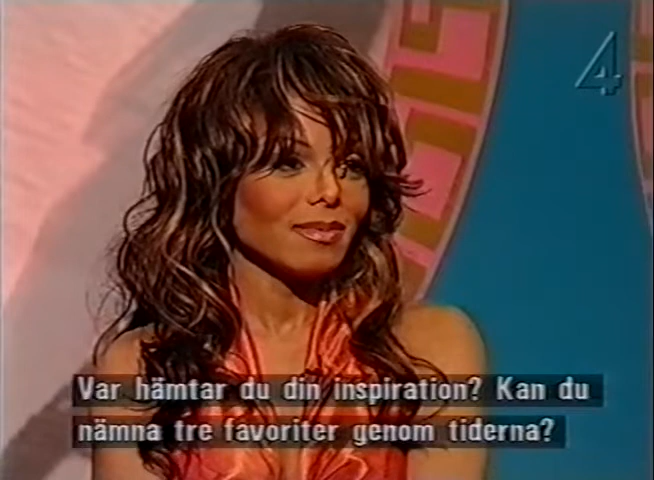 4
Var hämtar du din inspiration? Kan du
nämna tre favoriter genom tiderna?